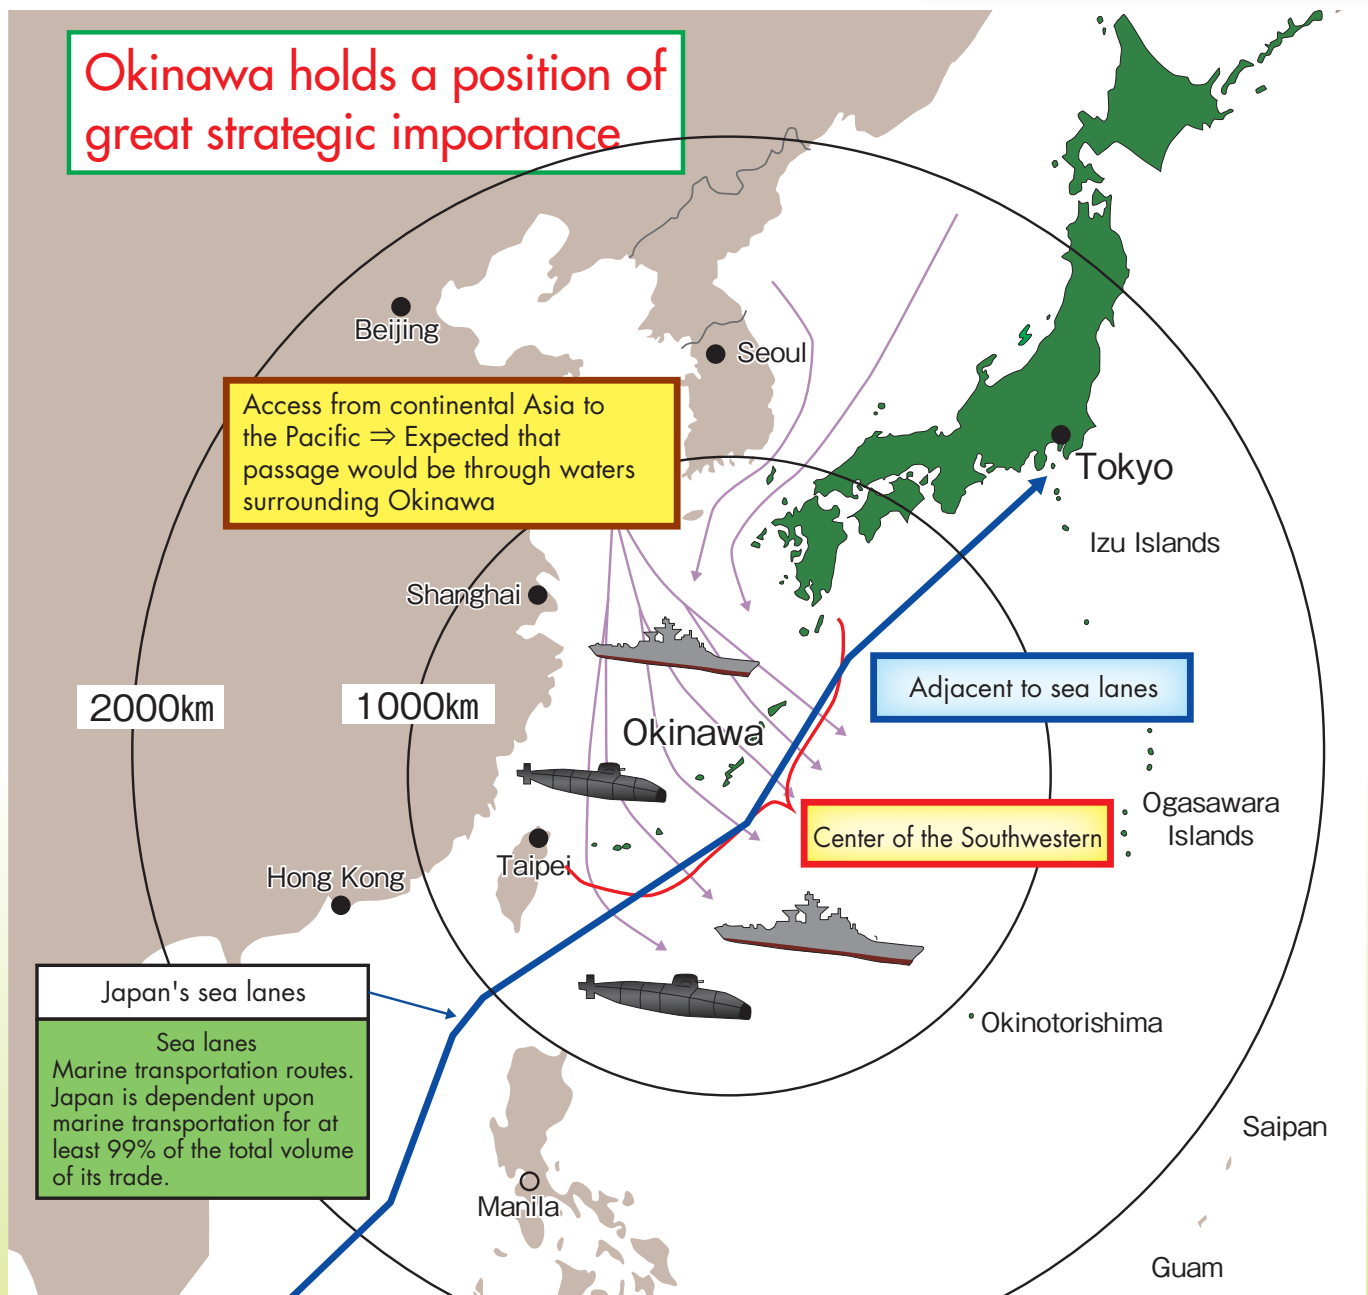 Okinawa holds a position of
great strategic importance
Beijing
Seoul
Access from continental Asia to
the Pacific ⇒ Expected that
passage would be through waters
surrounding Okinawa
Tokyo
Izu Islands
Shanghai
Adjacent to sea lanes
2000km
1000km
Okinawa
Ogasawara
Islands
Center of the Southwestern
Taipei
Hong Kong
Japan's sea lanes
Sea lanes
Marine transportation routes.
Japan is dependent upon
marine transportation for at
least 99% of the total volume
of its trade.
Okinotorishima
Saipan
Manila
Guam